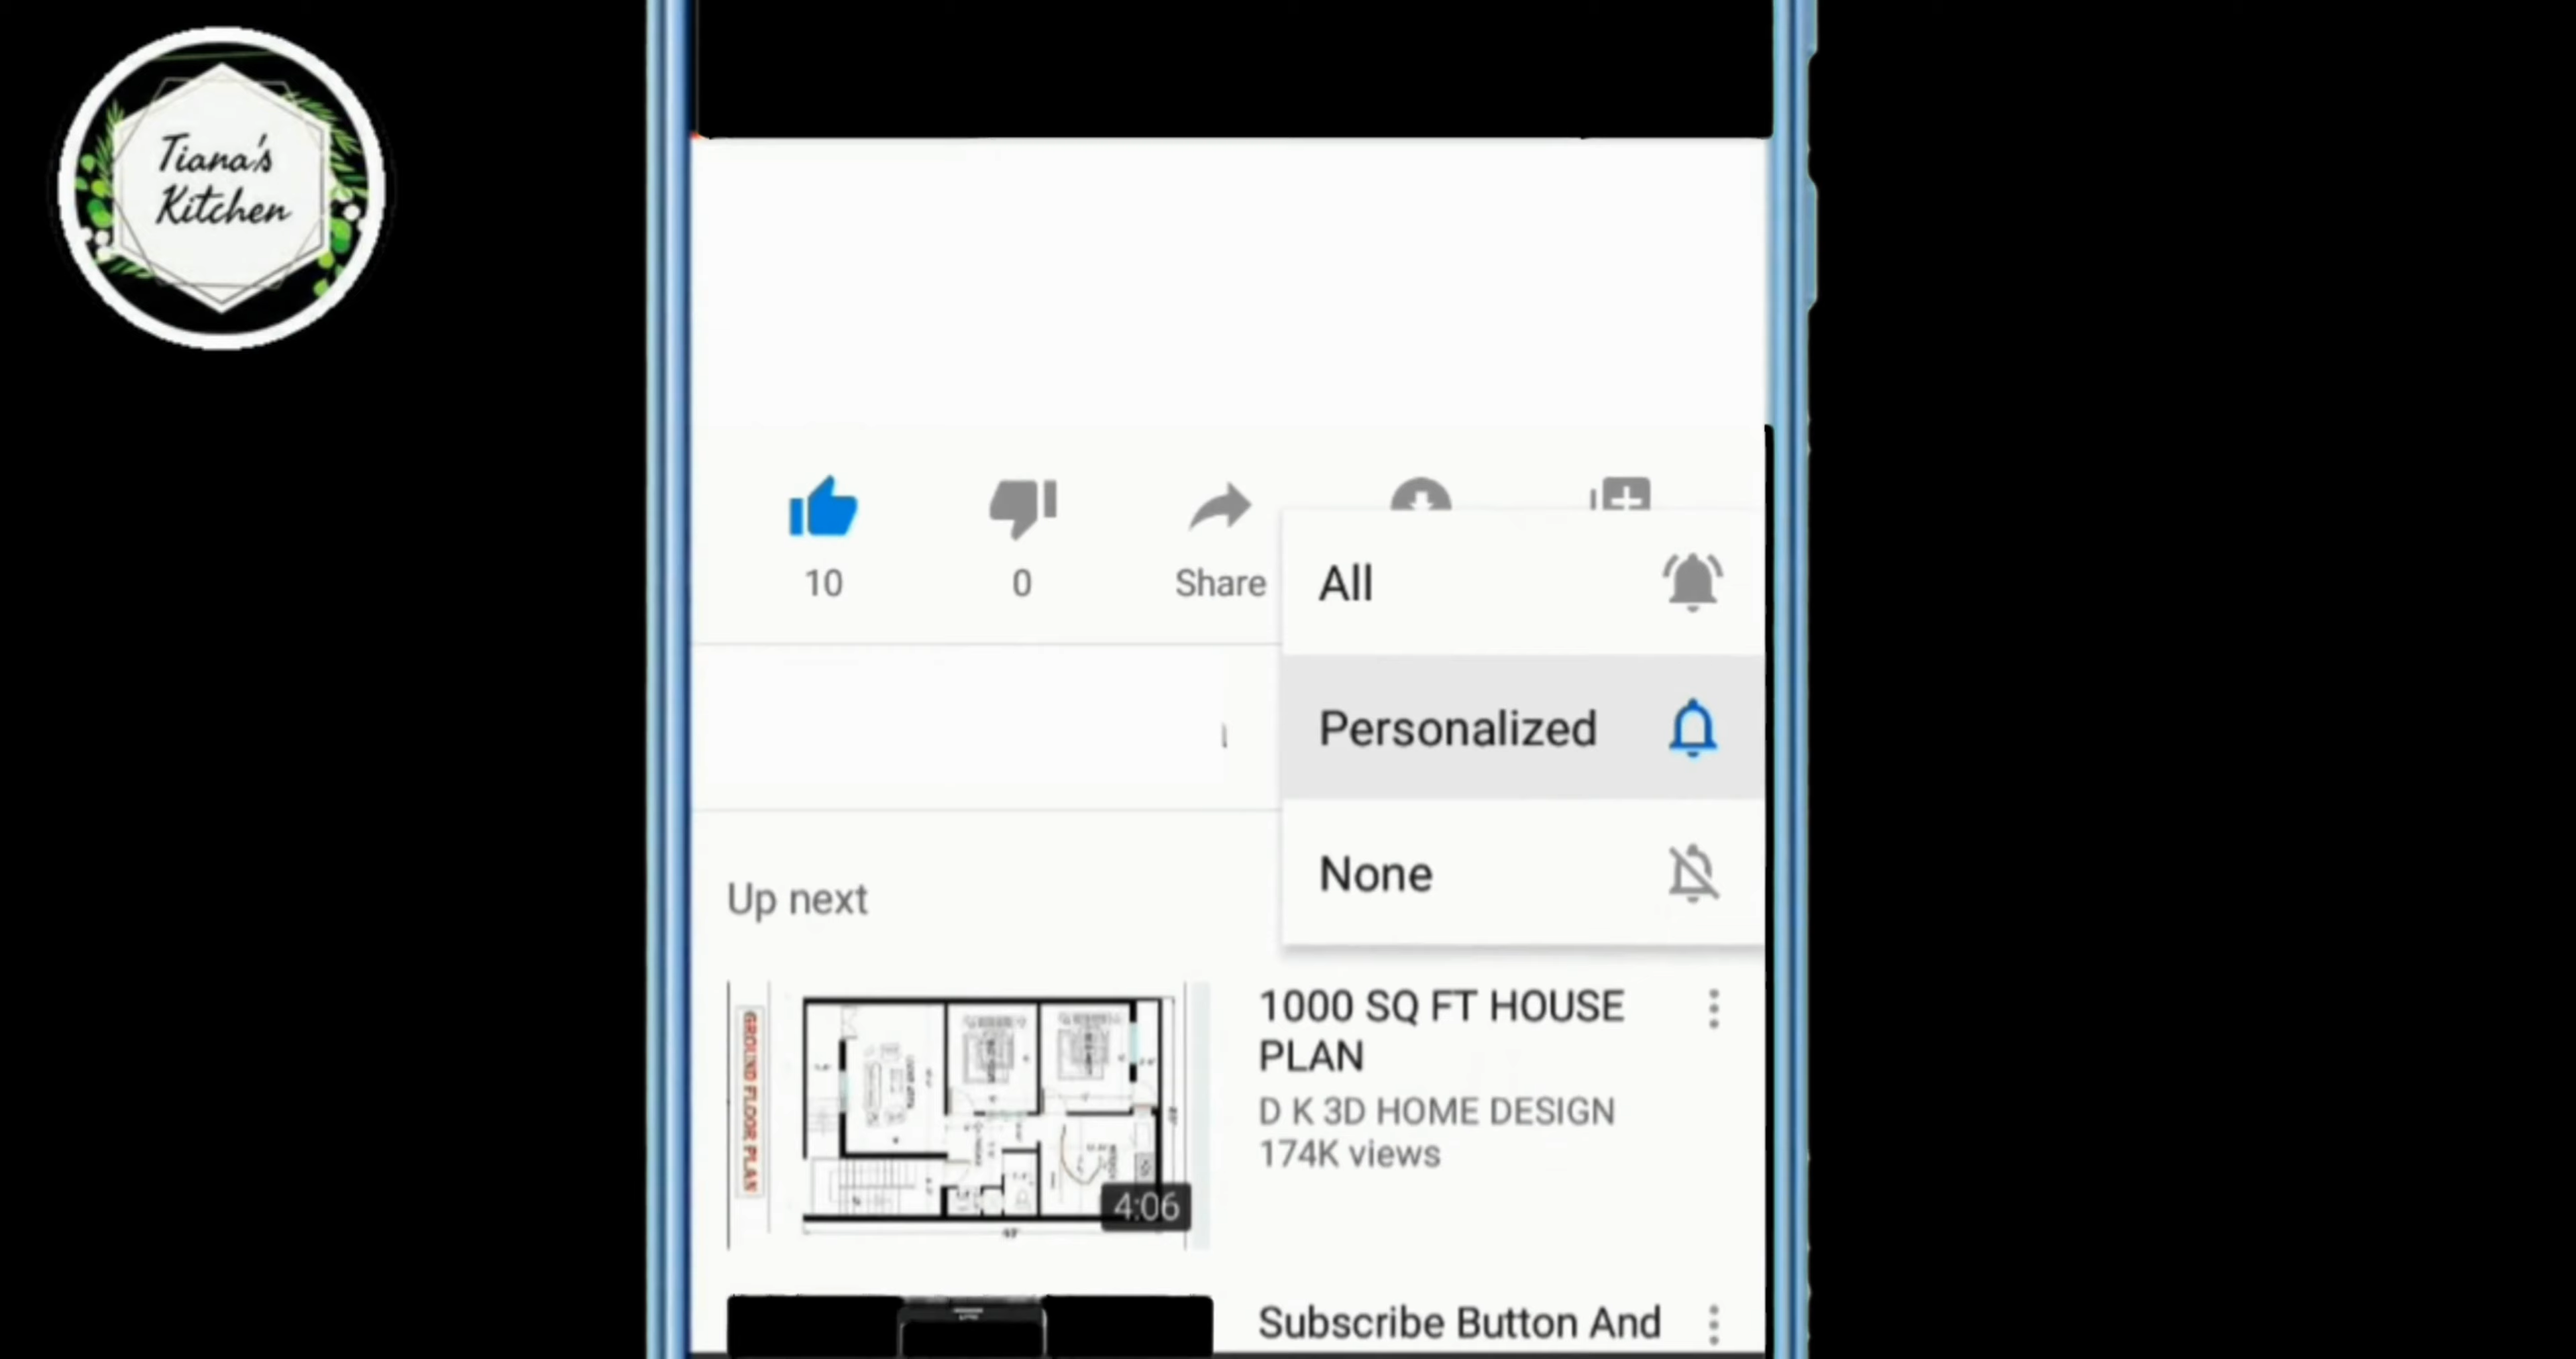 Tiana's
Kitchen
10
0
Share
All
Personalized
None
Up next
GROUND FLOOR PLAN
4:06
1000 SQ FT HOUSE
PLAN
D K 3D HOME DESIGN
174K views
Subscribe Button And